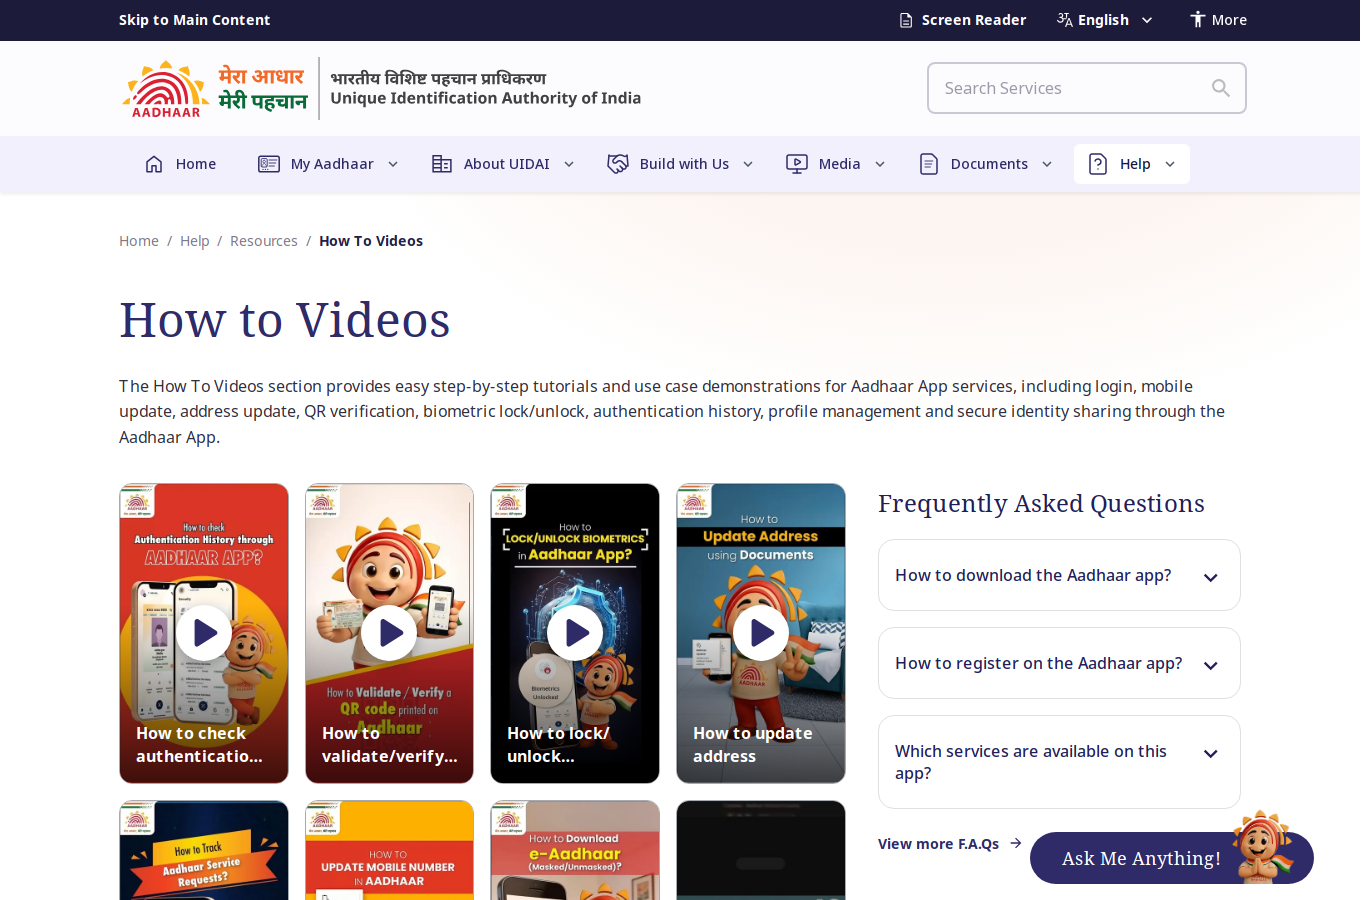 Skip to Main Content
Screen Reader
English
More
मेरा आधार
मेरी पहचान
AADHAAR
भारतीय विशिष्ट पहचान प्राधिकरण
Unique Identification Authority of India
Search Services
Home
My Aadhaar
About UIDAI
Build with Us
Media
Documents
Help
Home / Help / Resources / How To Videos
How to Videos
The How To Videos section provides easy step-by-step tutorials and use case demonstrations for Aadhaar App services, including login, mobile
update, address update, QR verification, biometric lock/unlock, authentication history, profile management and secure identity sharing through the
Aadhaar App.
How to check
Authentication History through
AADHAAR APP?
How to check
authenticatio...
How to Validate / Verify a
QR code printed on
Aadhaar
How to
validate/verify...
How to
LOCK/UNLOCK BIOMETRICS
in Aadhaar App?
Biometrics
Unlocked
How to lock/
unlock...
How to
Update Address
using Documents
AADHAAR
How to update
address
How to Track
Aadhaar Service
Requests?
HOW TO
UPDATE MOBILE NUMBER
IN AADHAAR
How to Download
e-Aadhaar
(Masked/Unmasked)?
Frequently Asked Questions
How to download the Aadhaar app?
How to register on the Aadhaar app?
Which services are available on this
app?
View more F.A.Qs
Ask Me Anything!